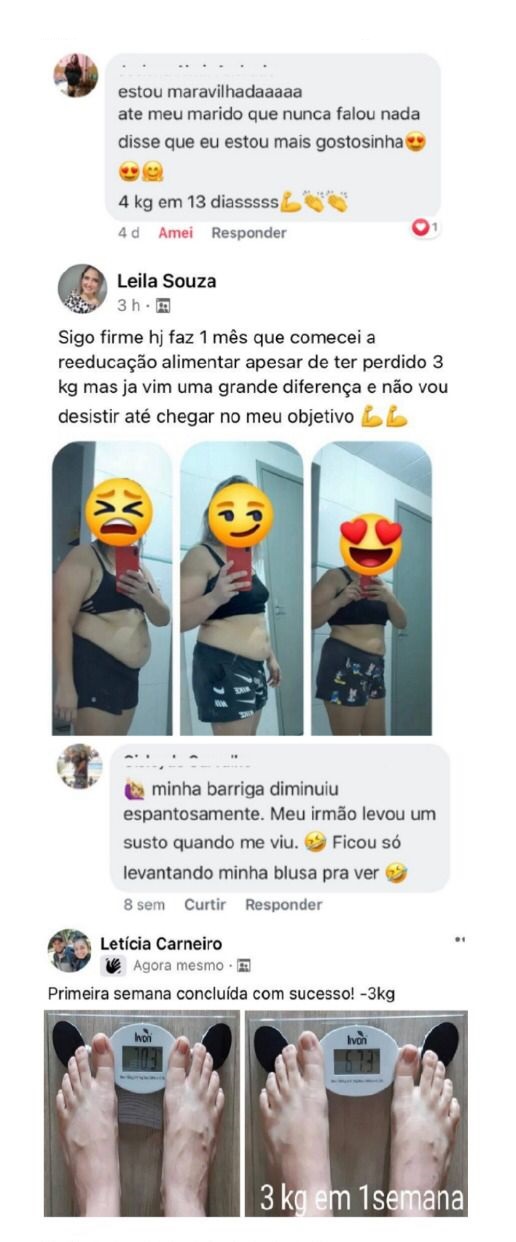 estou maravilhadaaaaa
ate meu marido que nunca falou nada
disse que eu estou mais gostosinha😍
😍🤗
4 kg em 13 diasssss💪👏👏
4 d Amei Responder 1
Leila Souza
3 h ·
Sigo firme hj faz 1 mês que comecei a
reeducação alimentar apesar de ter perdido 3
kg mas ja vim uma grande diferença e não vou
desistir até chegar no meu objetivo 💪💪
NIKE
🙋 minha barriga diminuiu
espantosamente. Meu irmão levou um
susto quando me viu. 🤣 Ficou só
levantando minha blusa pra ver 🤣
8 sem Curtir Responder
Letícia Carneiro
Agora mesmo ·
Primeira semana concluída com sucesso! -3kg
livon
70.3
livon
67.3
3 kg em 1semana